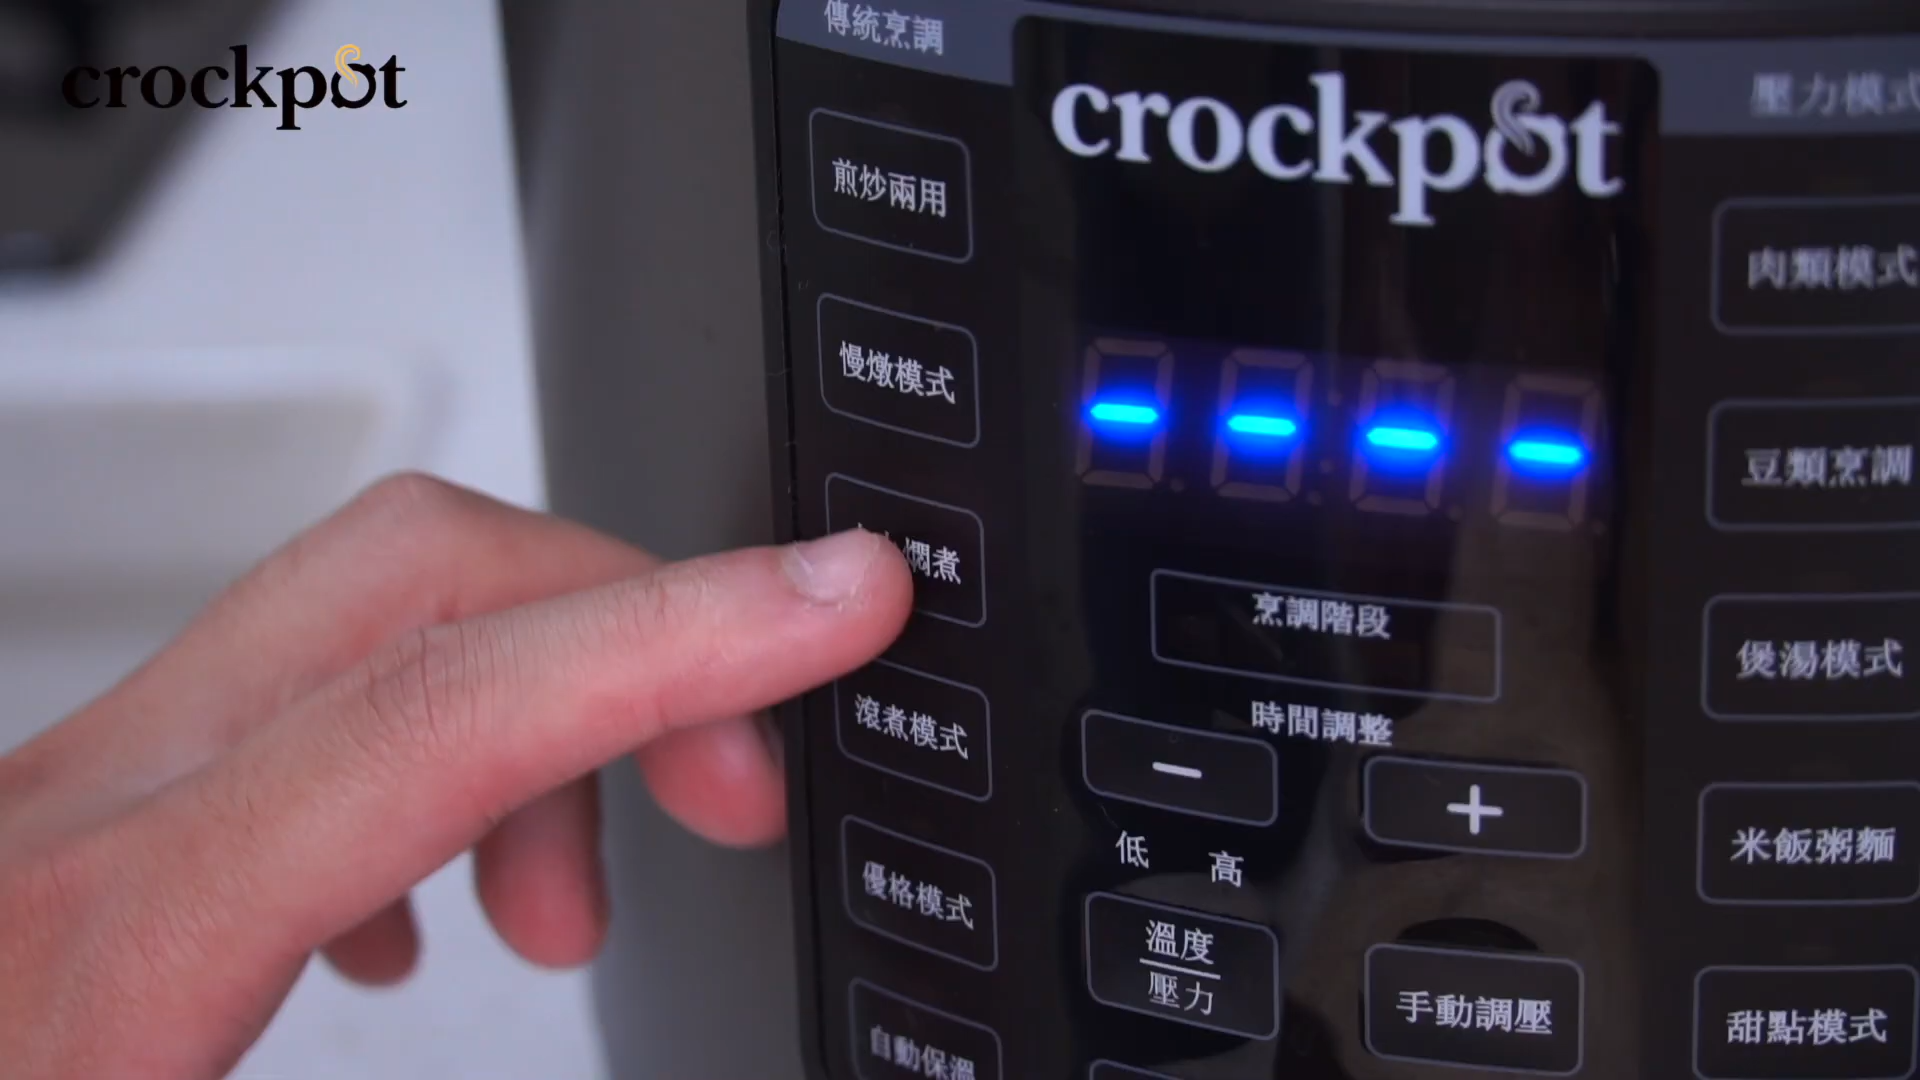 crockpot
傳統烹調
煎炒兩用
慢燉模式
燜煮
滾煮模式
優格模式
自動保溫
crockpot
烹調階段
時間調整
低 高
溫度
壓力
手動調壓
壓力模式
肉類模式
豆類烹調
煲湯模式
米飯粥麵
甜點模式